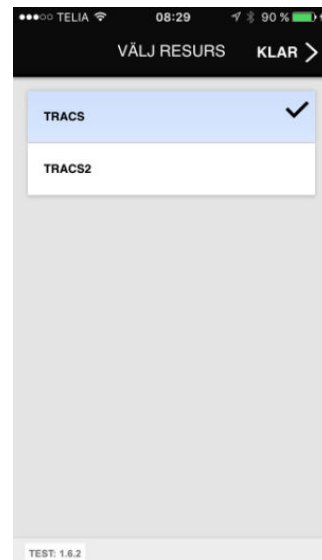 TELIA 08:29 90 %
VÄLJ RESURS KLAR
TRACS
TRACS2
TEST: 1.6.2